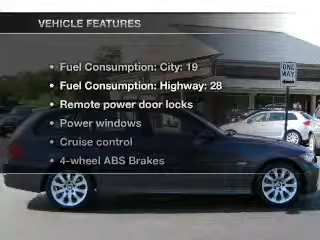 VEHICLE FEATURES
ONE WAY
• Fuel Consumption: City: 19
• Fuel Consumption: Highway: 28
• Remote power door locks
• Power windows
• Cruise control
• 4-wheel ABS Brakes